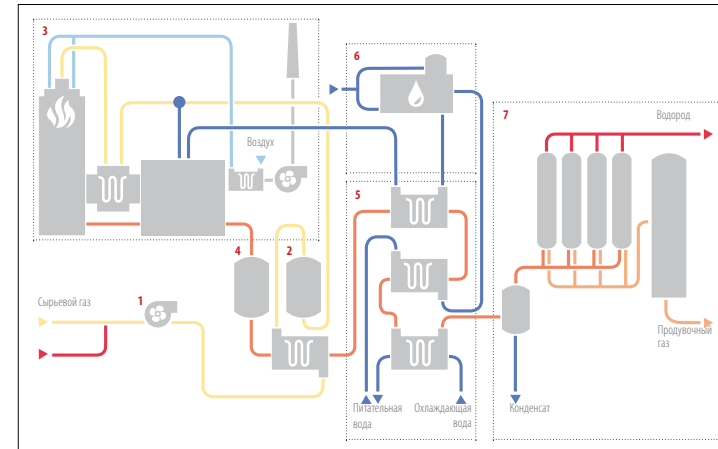 3
6
7
Водород
Воздух
5
4
2
Сырьевой газ
1
Продувочный
газ
Питательная
вода
Охлаждающая
вода
Конденсат